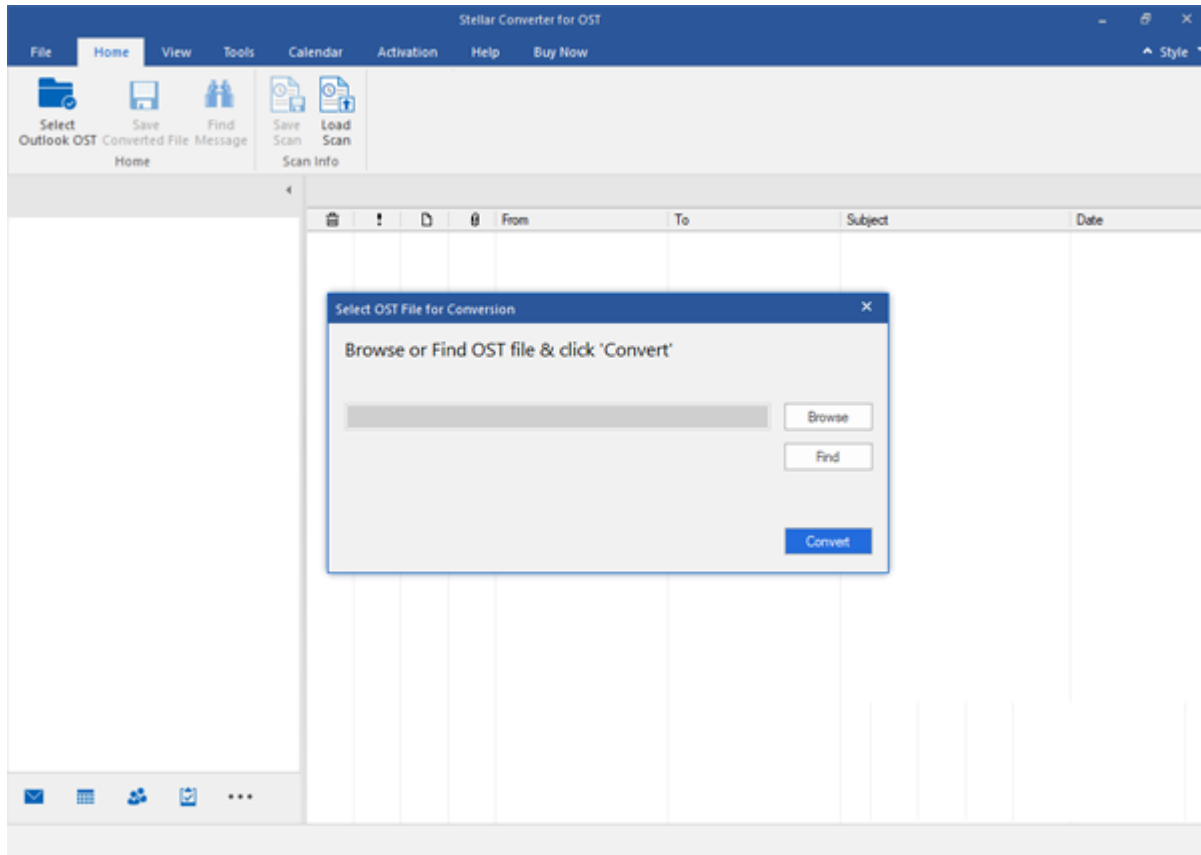 Stellar Converter for OST
File Home View Tools Calendar Activation Help Buy Now Style
Select Outlook OST
Save Converted File
Find Message
Home
Save Scan
Load Scan
Scan Info
From To Subject Date
Select OST File for Conversion
Browse or Find OST file & click 'Convert'
Browse
Find
Convert